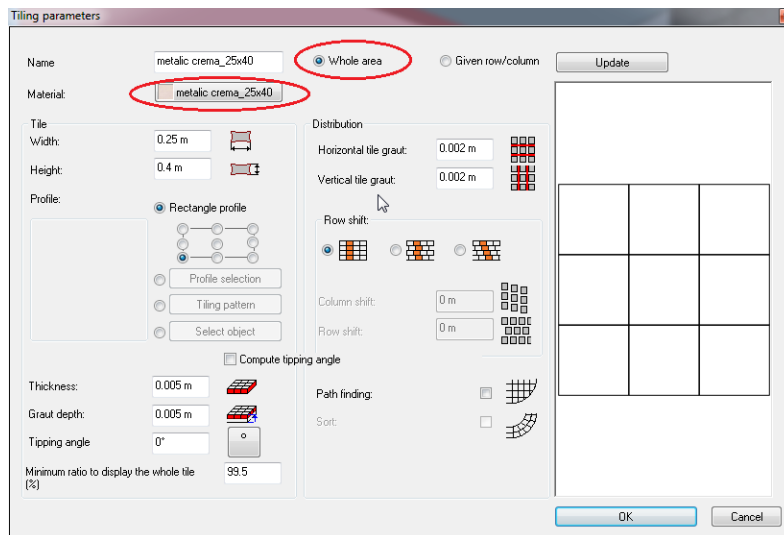 Tiling parameters
Name metalic crema_25x40 Whole area Given row/column Update
Material: metalic crema_25x40
Tile Distribution
Width: 0.25 m Horizontal tile graut: 0.002 m
Height: 0.4 m Vertical tile graut: 0.002 m
Profile: Rectangle profile Row shift:
Profile selection
Tiling pattern Column shift: 0 m
Select object Row shift: 0 m
Compute tipping angle
Thickness: 0.005 m Path finding:
Graut depth: 0.005 m Sort:
Tipping angle 0°
Minimum ratio to display the whole tile 99.5
(%)
OK Cancel